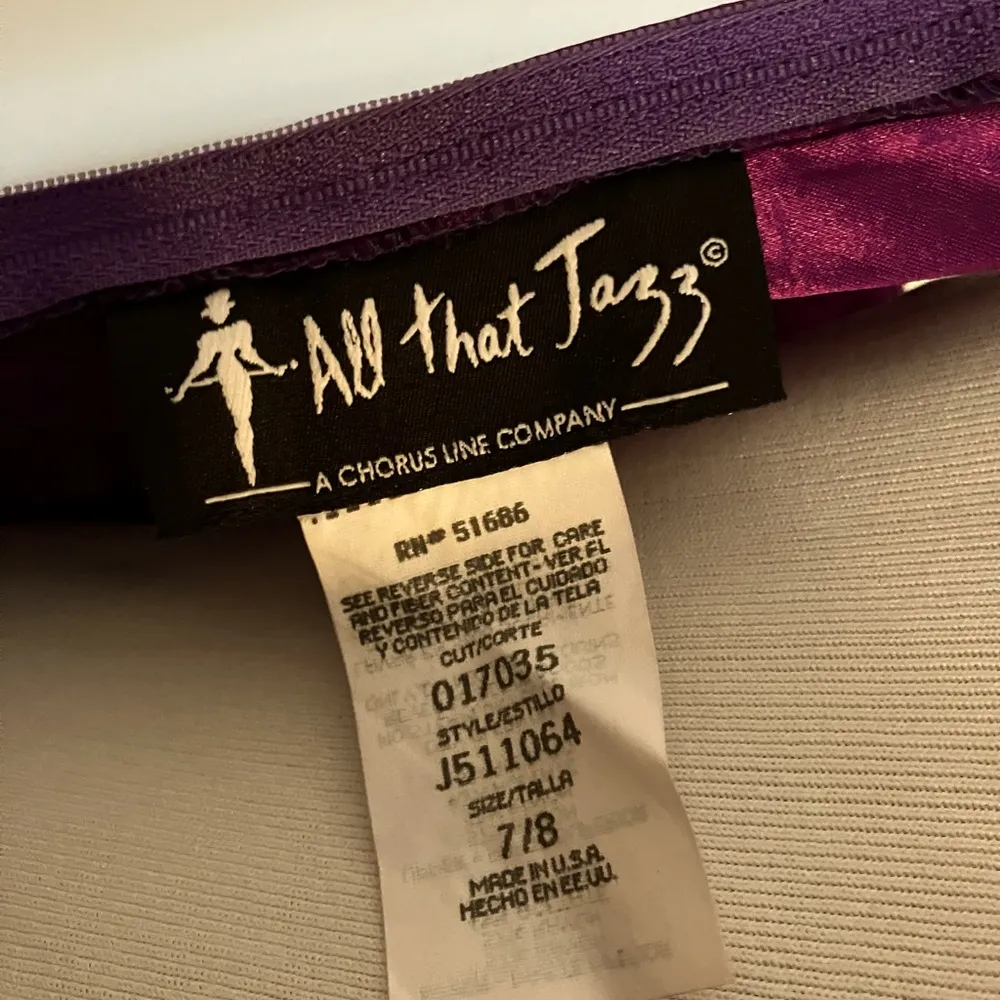 All that Jazz©
A CHORUS LINE COMPANY
RN# 51686
SEE REVERSE SIDE FOR CARE
AND FIBER CONTENT-VER EL
REVERSO PARA EL CUIDADO
Y CONTENIDO DE LA TELA
CUT/CORTE
017035
STYLE/ESTILLO
J511064
SIZE/TALLA
7/8
MADE IN U.S.A.
HECHO EN EE.UU.